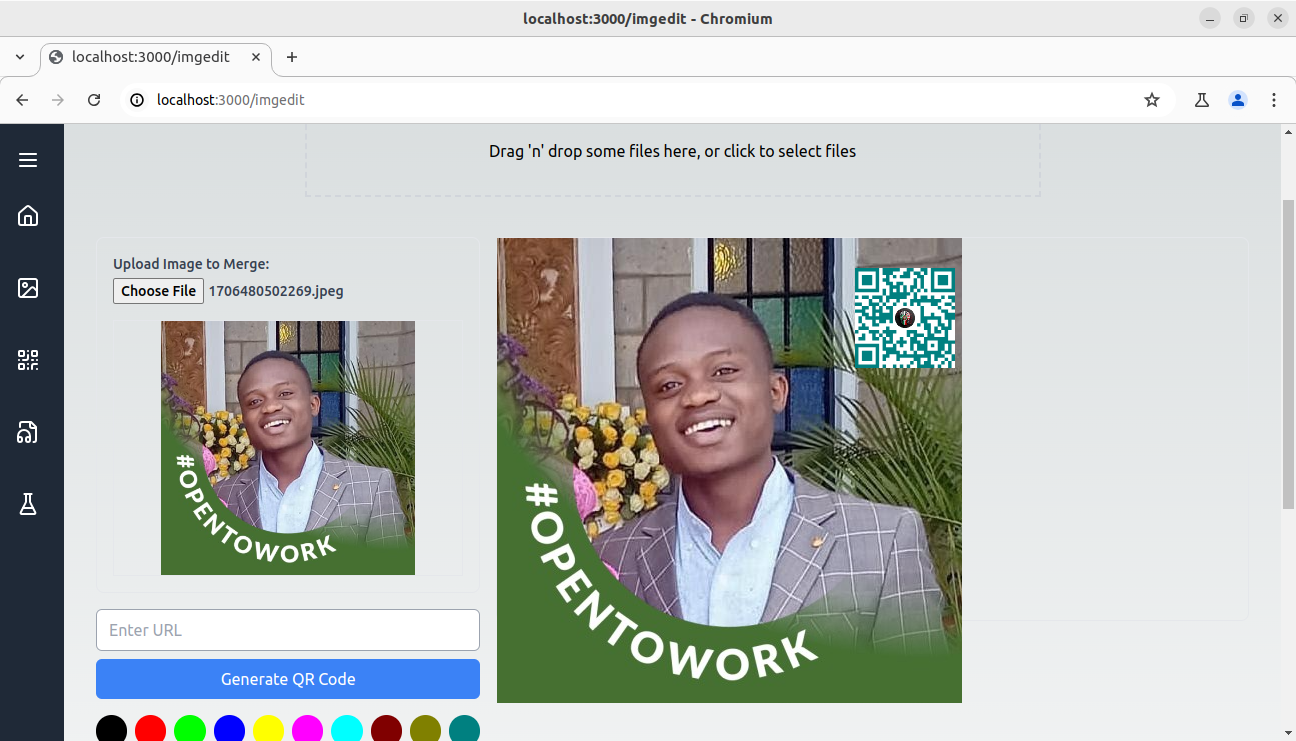 localhost:3000/imgedit - Chromium
localhost:3000/imgedit
localhost:3000/imgedit
Drag 'n' drop some files here, or click to select files
Upload Image to Merge:
Choose File 1706480502269.jpeg
#OPENTOWORK
#OPENTOWORK
Enter URL
Generate QR Code